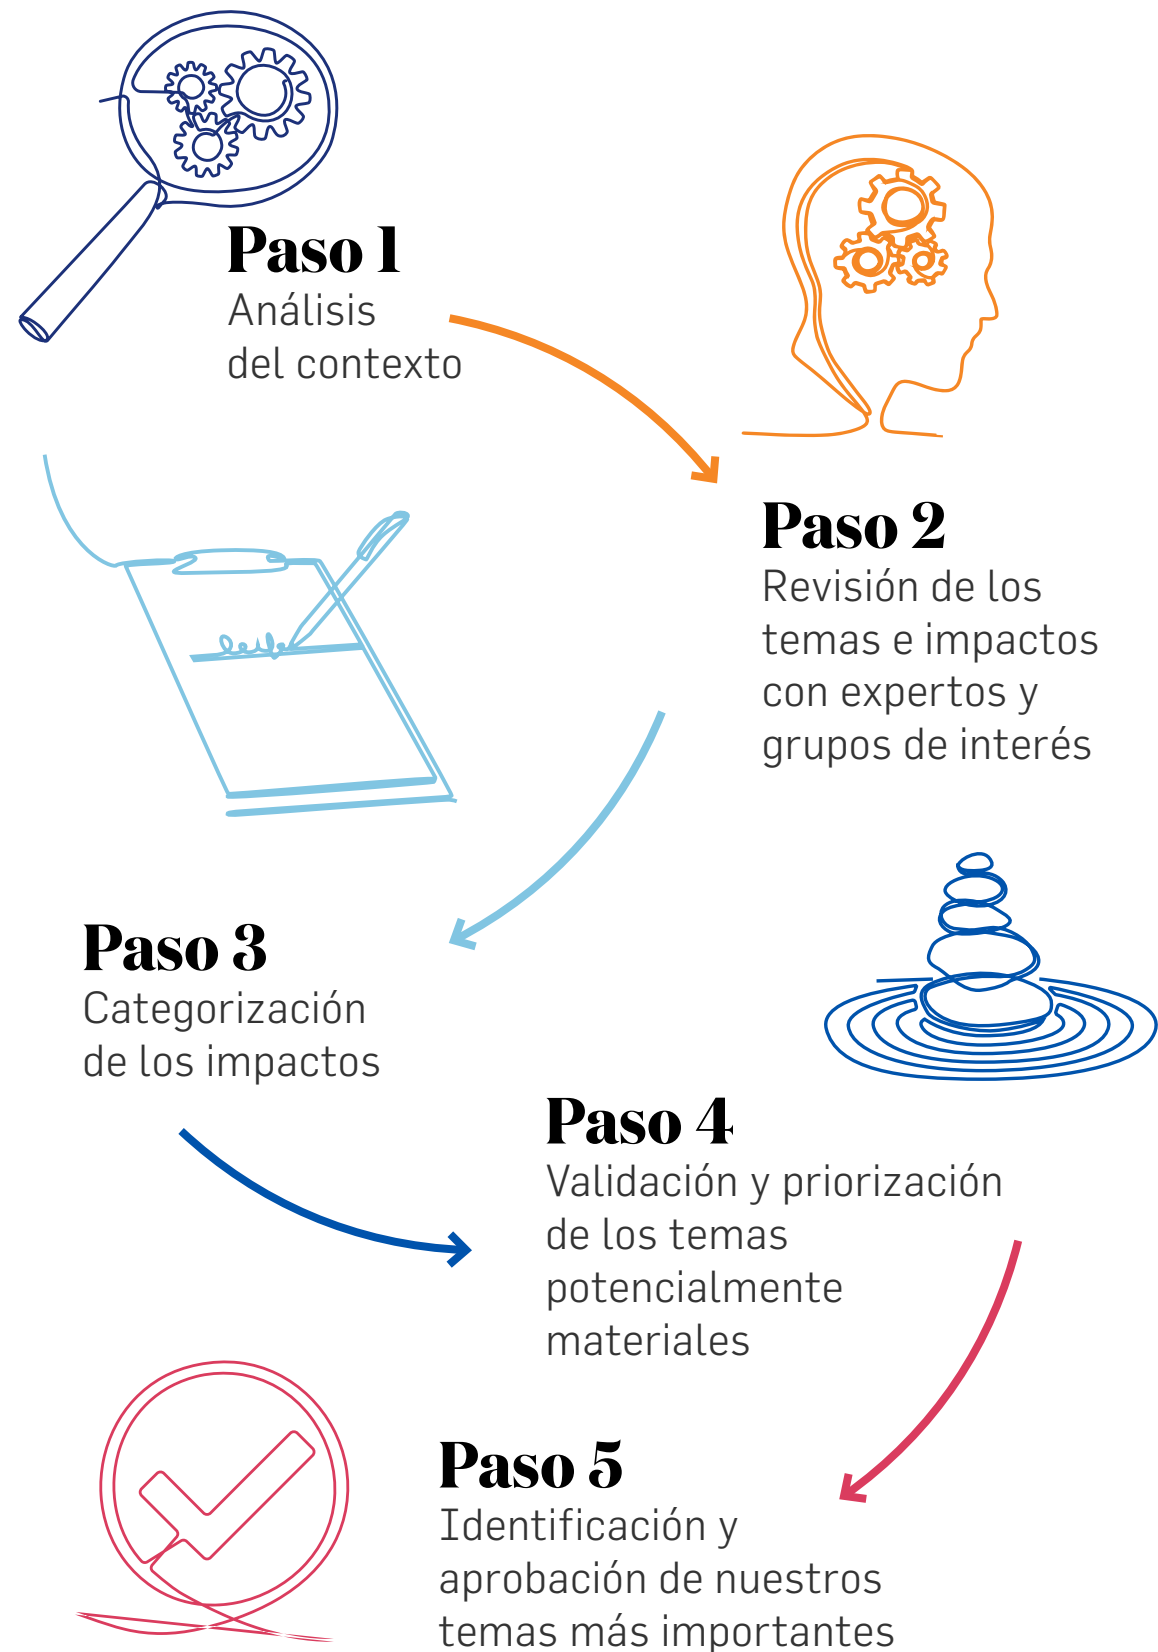 Paso 1
Análisis
del contexto
Paso 2
Revisión de los
temas e impactos
con expertos y
grupos de interés
Paso 3
Categorización
de los impactos
Paso 4
Validación y priorización
de los temas
potencialmente
materiales
Paso 5
Identificación y
aprobación de nuestros
temas más importantes